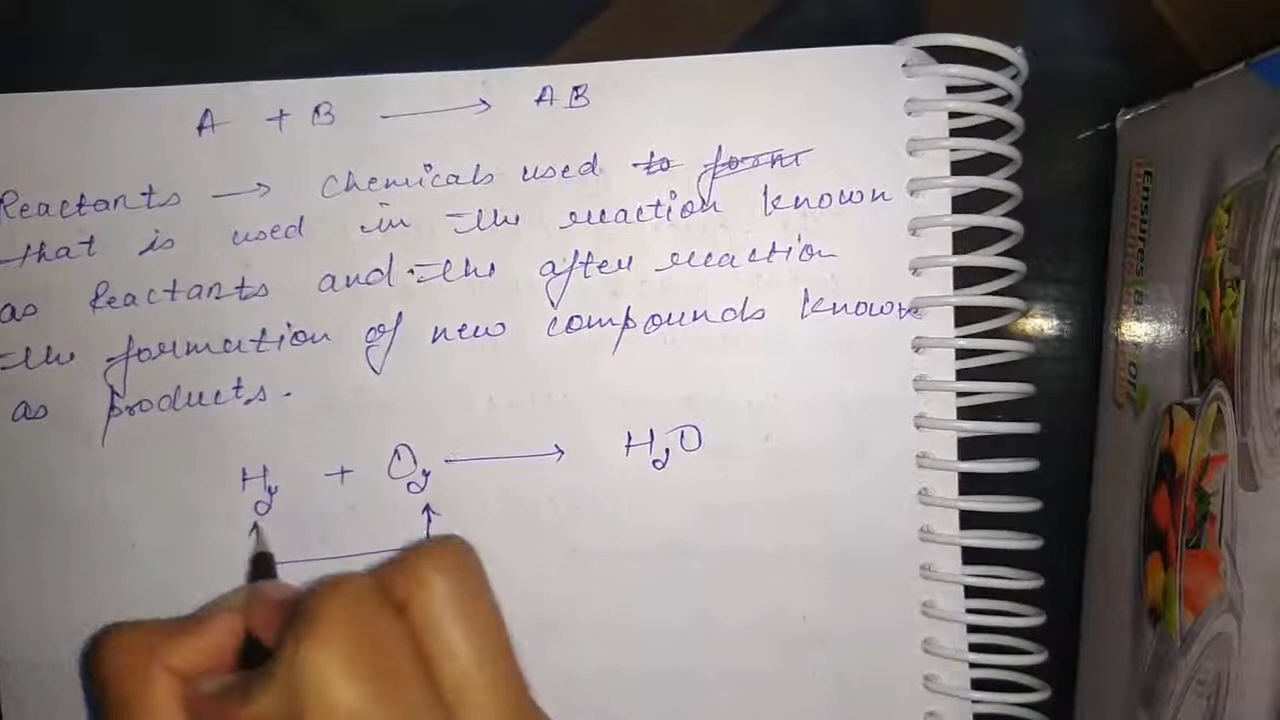 A + B ⟶ AB
Reactants → Chemicals used to form
that is used in the reaction known
as Reactants and the after reaction
the formation of new compounds known
as products.
H₂ + O₂ ⟶ H₂O
Ensures B